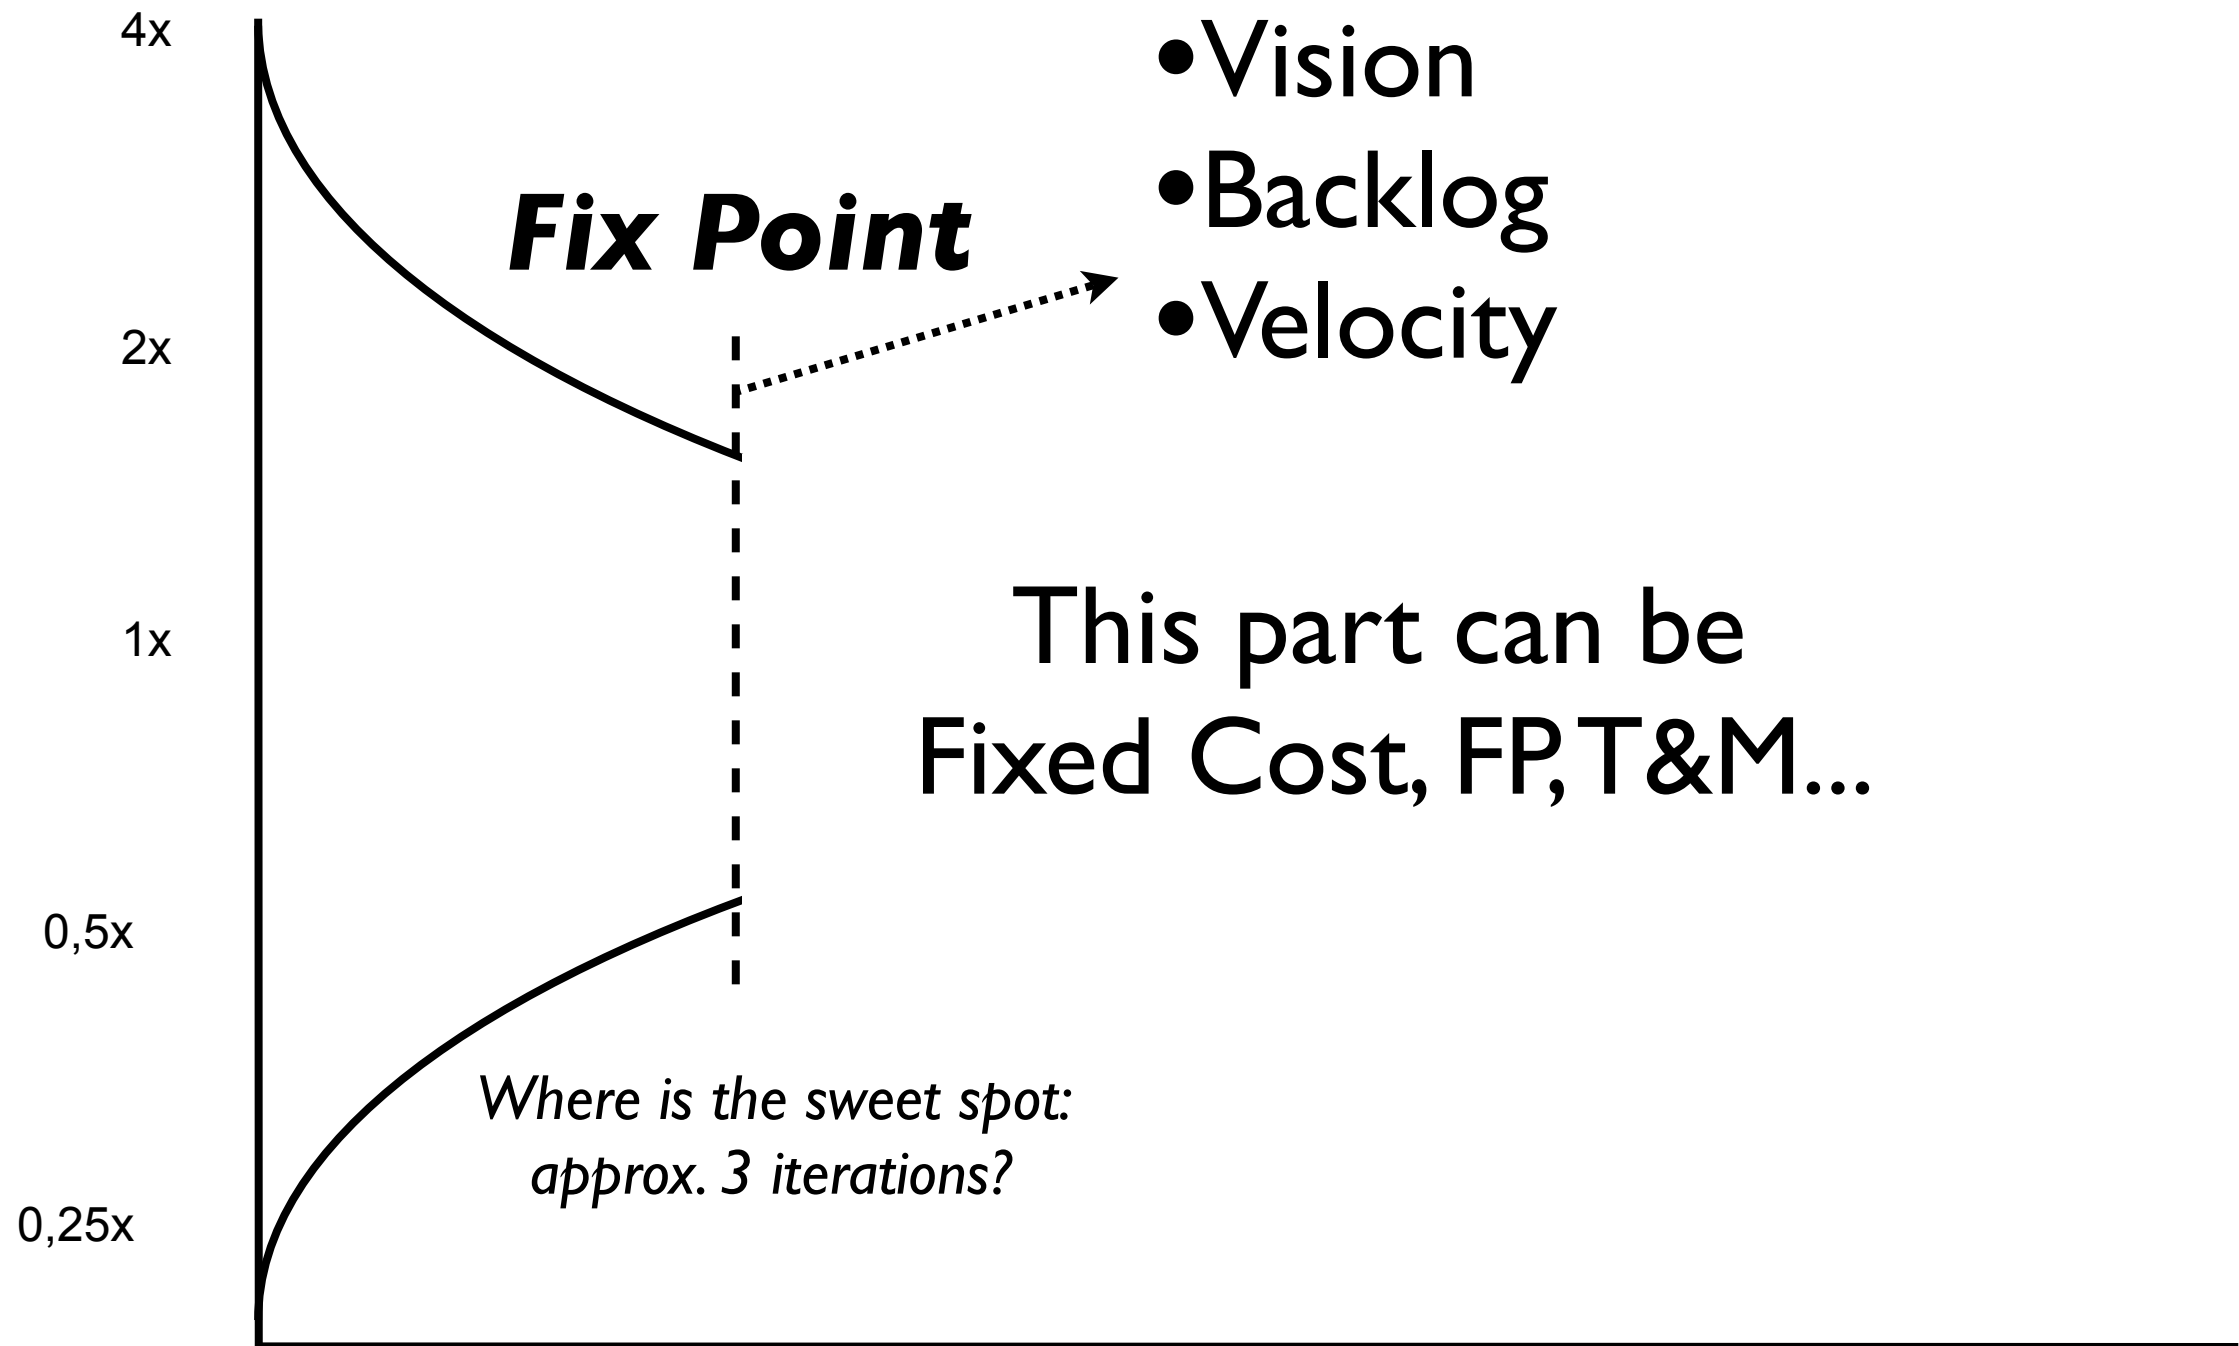 4x
•Vision
•Backlog
Fix Point
•Velocity
2x
This part can be
1x
Fixed Cost, FP, T&M...
0,5x
Where is the sweet spot:
approx. 3 iterations?
0,25x